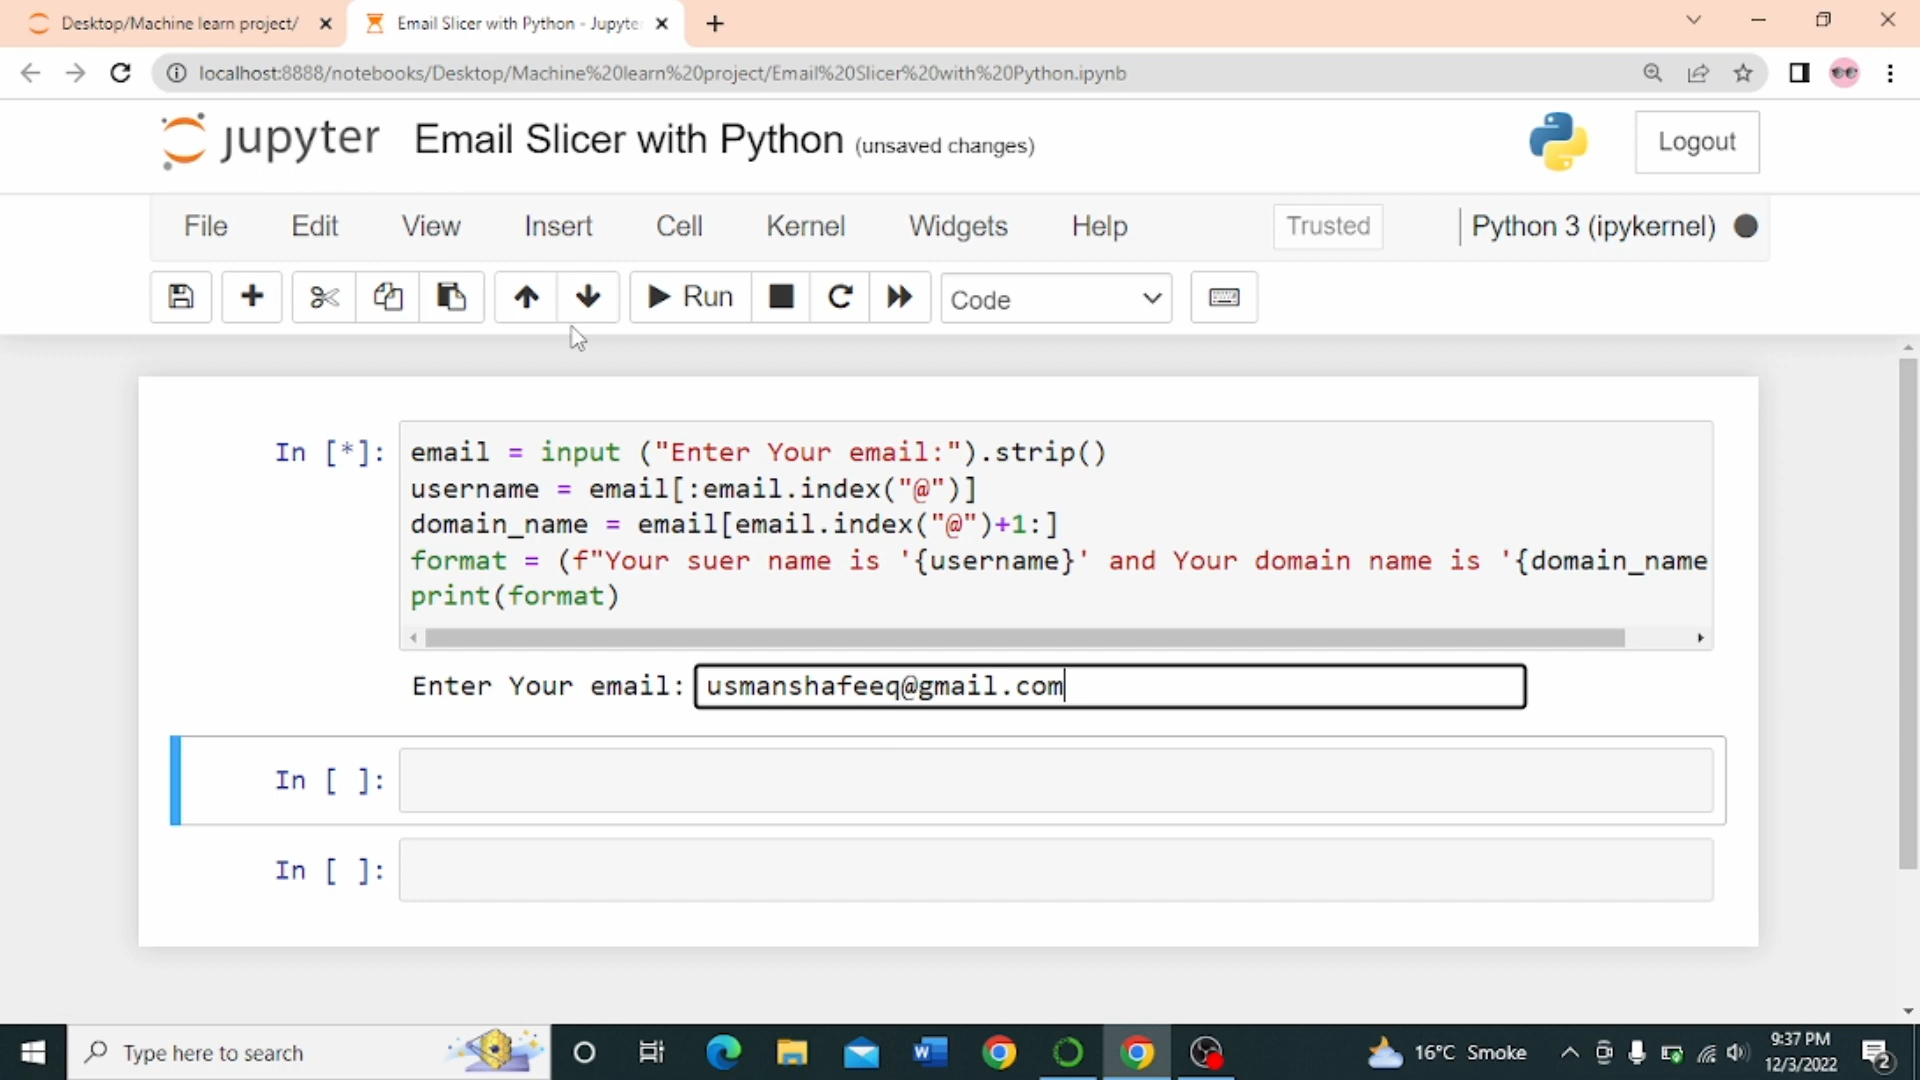 Desktop/Machine learn project/
Email Slicer with Python - Jupyte
localhost:8888/notebooks/Desktop/Machine%20learn%20project/Email%20Slicer%20with%20Python.ipynb
jupyter Email Slicer with Python (unsaved changes)
Logout
File Edit View Insert Cell Kernel Widgets Help Trusted Python 3 (ipykernel)
Run Code
In [*]: email = input ("Enter Your email:").strip()
username = email[:email.index("@")]
domain_name = email[email.index("@")+1:]
format = (f"Your suer name is '{username}' and Your domain name is '{domain_name
print(format)
Enter Your email: usmanshafeeq@gmail.com
In [ ]:
In [ ]:
Type here to search
16°C Smoke
9:37 PM
12/3/2022
2